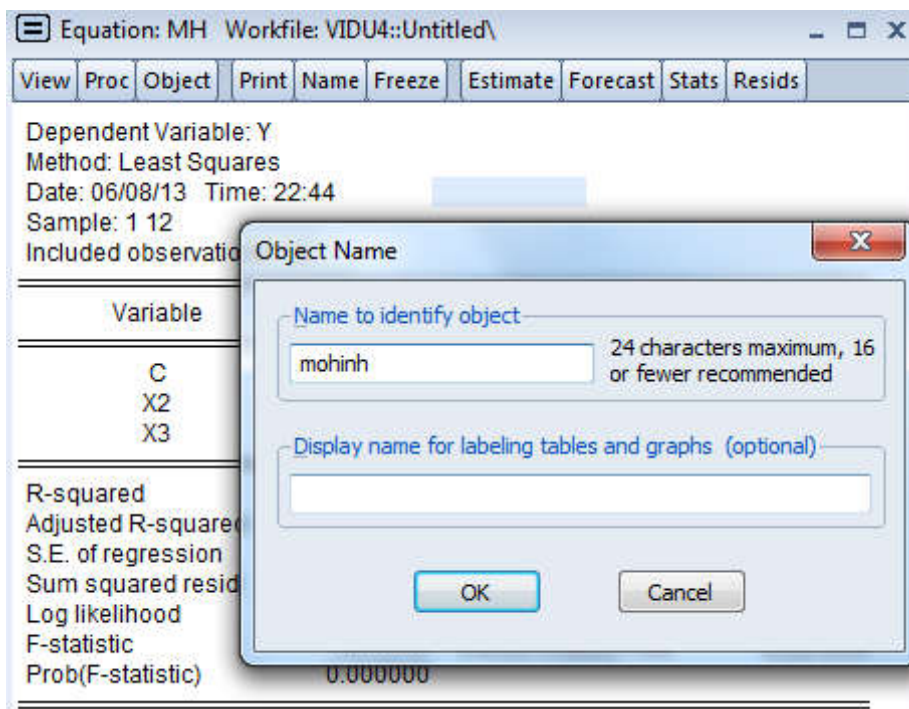 Equation: MH Workfile: VIDU4::Untitled\
View Proc Object Print Name Freeze Estimate Forecast Stats Resids
Dependent Variable: Y
Method: Least Squares
Date: 06/08/13 Time: 22:44
Sample: 1 12
Included
Object Name
Name to identify object
mohinh
24 characters maximum, 16
or fewer recommended
Display name for labeling tables and graphs (optional)
OK Cancel
Variable
C
X2
X3
R-squared
Adjusted R-squared
S.E. of regression
Sum squared resid
Log likelihood
F-statistic
Prob(F-statistic) 0.000000